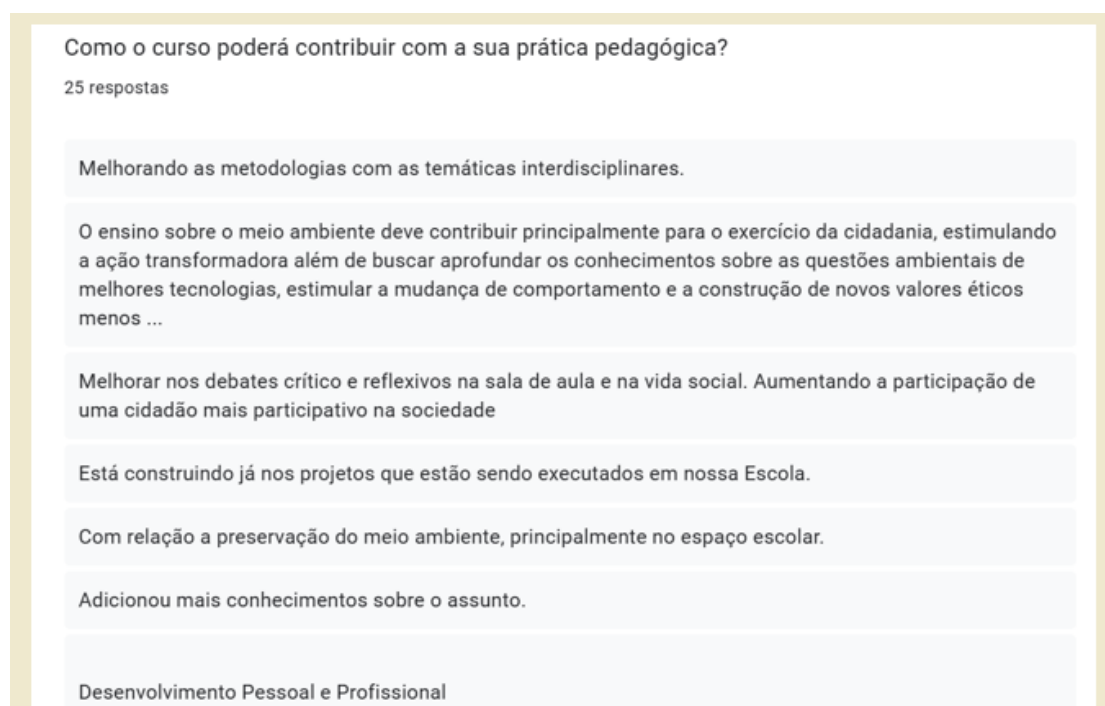 Como o curso poderá contribuir com a sua prática pedagógica?
25 respostas
Melhorando as metodologias com as temáticas interdisciplinares.
O ensino sobre o meio ambiente deve contribuir principalmente para o exercício da cidadania, estimulando
a ação transformadora além de buscar aprofundar os conhecimentos sobre as questões ambientais de
melhores tecnologias, estimular a mudança de comportamento e a construção de novos valores éticos
menos ...
Melhorar nos debates crítico e reflexivos na sala de aula e na vida social. Aumentando a participação de
uma cidadão mais participativo na sociedade
Está construindo já nos projetos que estão sendo executados em nossa Escola.
Com relação a preservação do meio ambiente, principalmente no espaço escolar.
Adicionou mais conhecimentos sobre o assunto.
Desenvolvimento Pessoal e Profissional